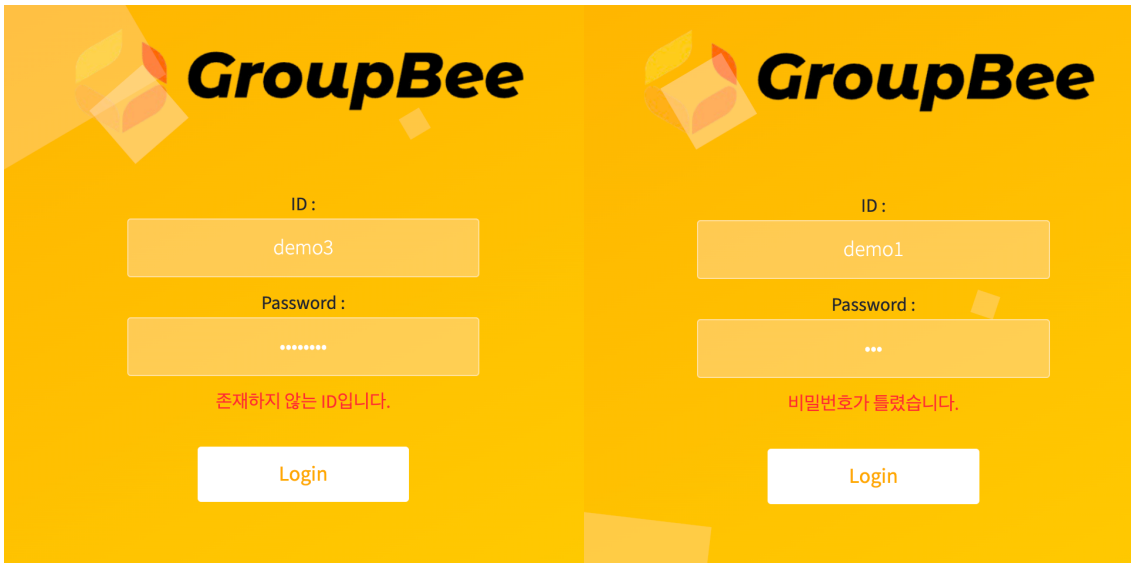 GroupBee
ID :
demo3
Password :
••••••••
존재하지 않는 ID입니다.
Login
GroupBee
ID :
demo1
Password :
•••
비밀번호가 틀렸습니다.
Login